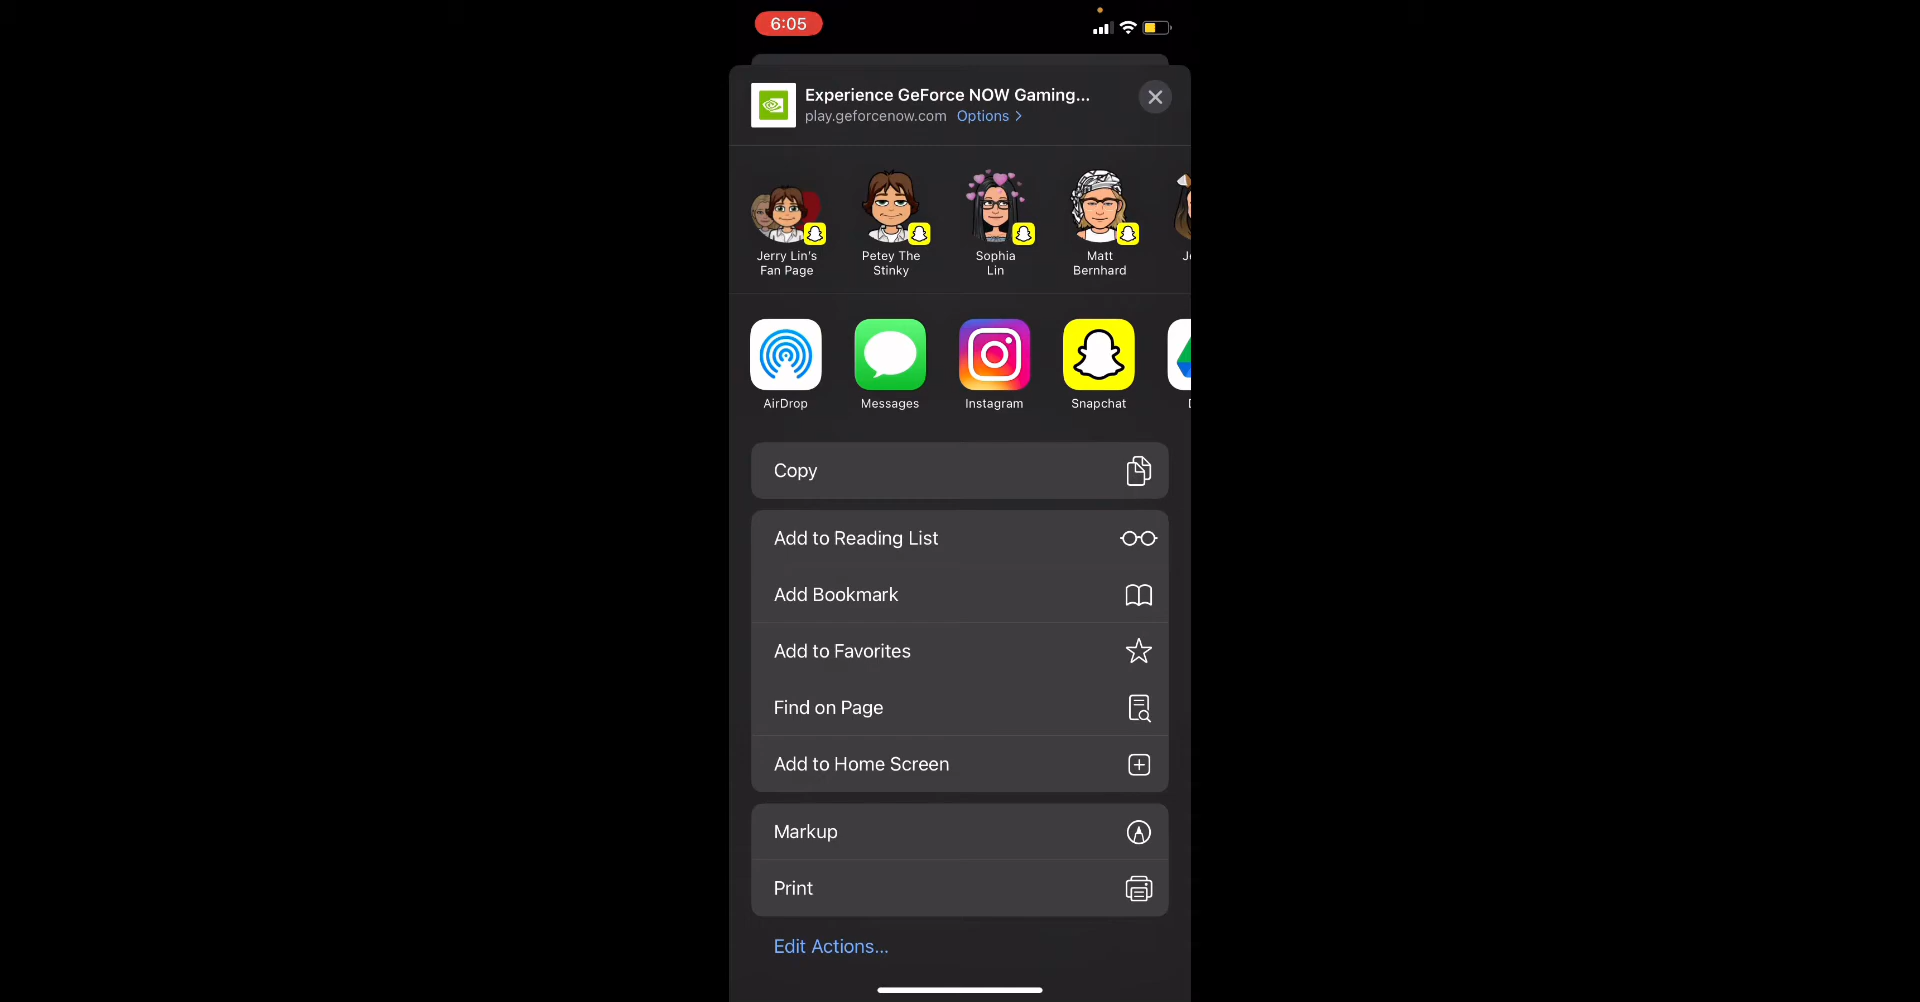 6:05
Experience GeForce NOW Gaming...
play.geforcenow.com Options >
Jerry Lin's
Fan Page
Petey The
Stinky
Sophia
Lin
Matt
Bernhard
AirDrop
Messages
Instagram
Snapchat
Copy
Add to Reading List
Add Bookmark
Add to Favorites
Find on Page
Add to Home Screen
Markup
Print
Edit Actions...